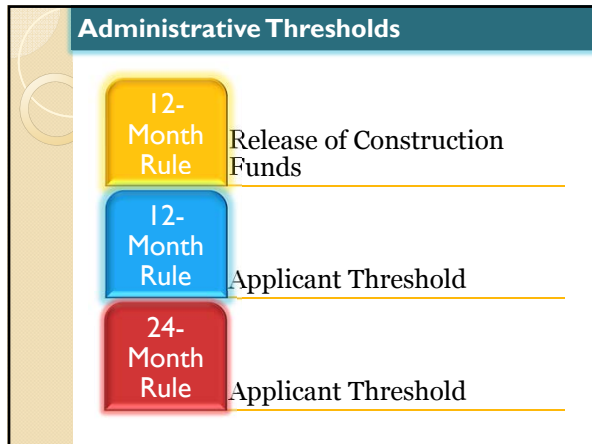 Administrative Thresholds
12-
Month
Rule
Release of Construction
Funds
12-
Month
Rule
Applicant Threshold
24-
Month
Rule
Applicant Threshold